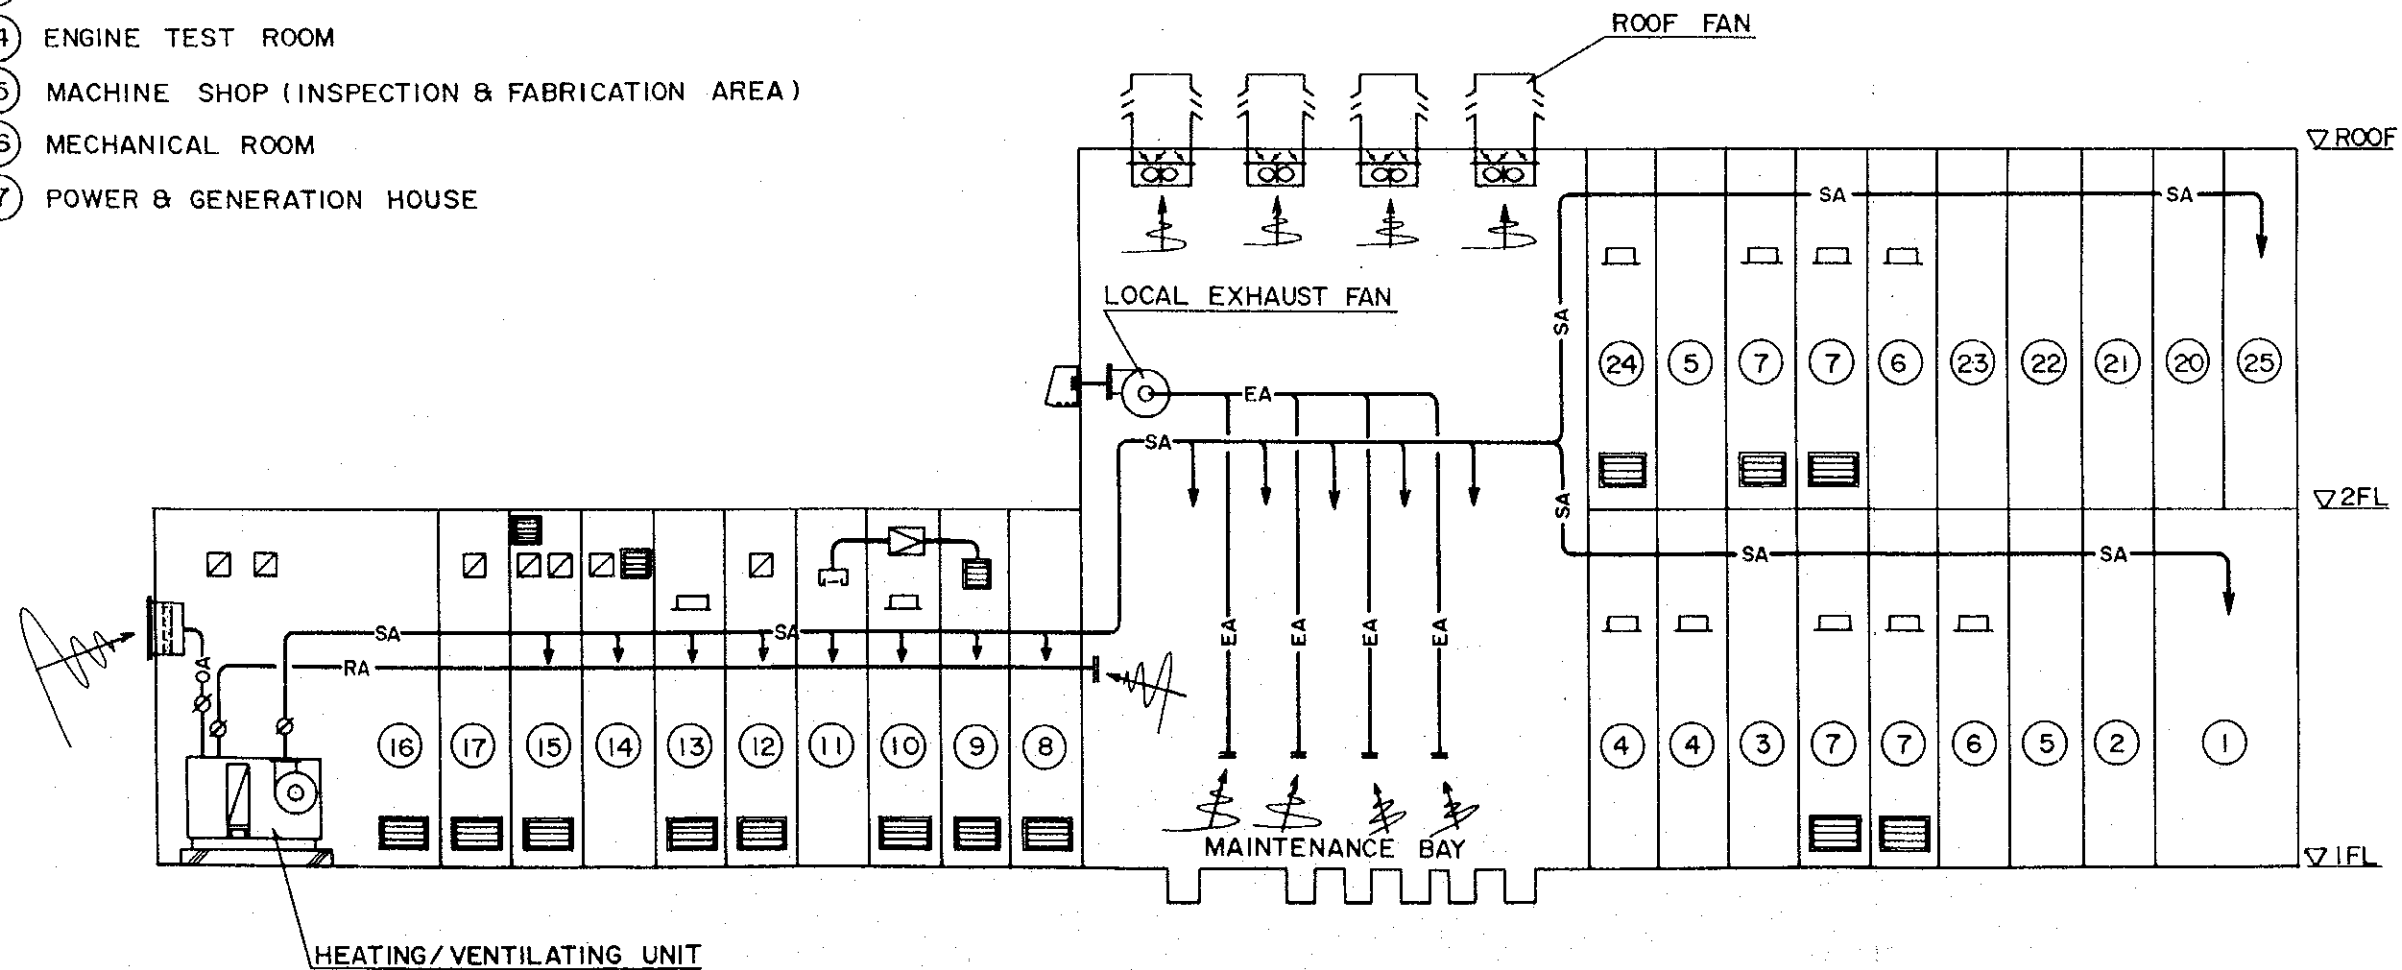 4 ENGINE TEST ROOM
5 MACHINE SHOP (INSPECTION & FABRICATION AREA)
6 MECHANICAL ROOM
7 POWER & GENERATION HOUSE
ROOF FAN
▽ ROOF
SA SA
LOCAL EXHAUST FAN
SA
24 5 7 7 6 23 22 21 20 25
EA
SA
▽ 2FL
SA
SA SA
SA SA
EA EA EA EA
OA RA
16 17 15 14 13 12 11 10 9 8
4 4 3 7 7 6 5 2 1
MAINTENANCE BAY
▽ 1FL
HEATING/VENTILATING UNIT